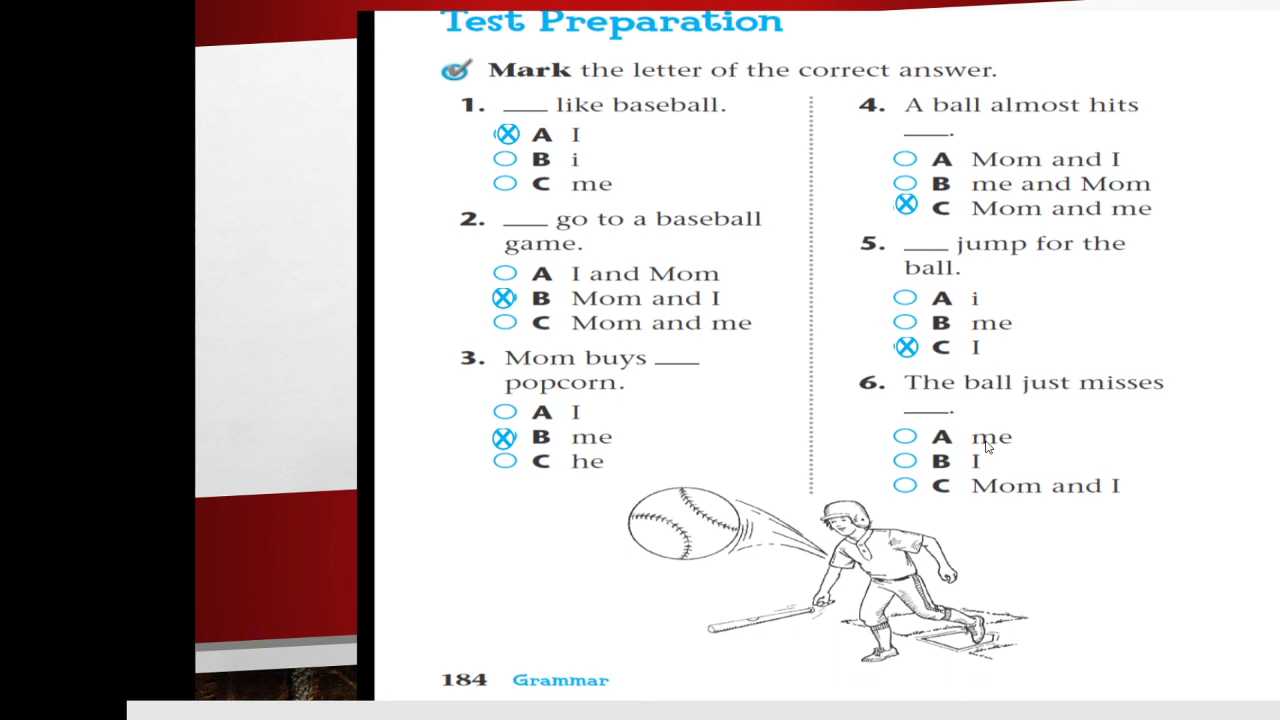 Test Preparation
Mark the letter of the correct answer.
1. ____ like baseball.
A I
B i
C me
2. ____ go to a baseball
game.
A I and Mom
B Mom and I
C Mom and me
3. Mom buys ____
popcorn.
A I
B me
C he
4. A ball almost hits
____.
A Mom and I
B me and Mom
C Mom and me
5. ____ jump for the
ball.
A i
B me
C I
6. The ball just misses
____.
A me
B I
C Mom and I
184 Grammar